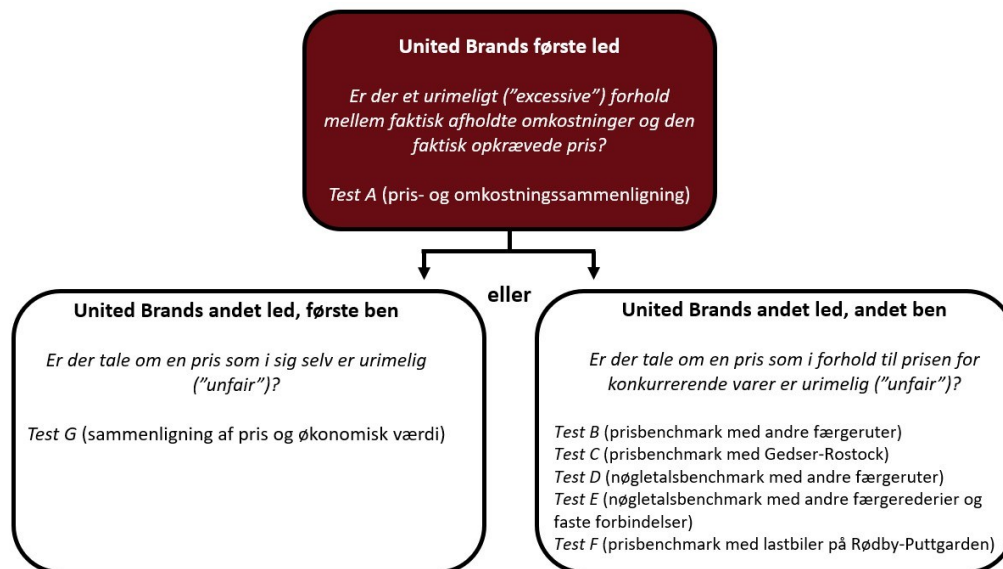 United Brands første led
Er der et urimeligt (”excessive”) forhold
mellem faktisk afholdte omkostninger og den
faktisk opkrævede pris?
Test A (pris- og omkostningssammenligning)
eller
United Brands andet led, første ben
Er der tale om en pris som i sig selv er urimelig
(”unfair”)?
Test G (sammenligning af pris og økonomisk værdi)
United Brands andet led, andet ben
Er der tale om en pris som i forhold til prisen for
konkurrerende varer er urimelig (”unfair”)?
Test B (prisbenchmark med andre færgeruter)
Test C (prisbenchmark med Gedser-Rostock)
Test D (nøgletalsbenchmark med andre færgeruter)
Test E (nøgletalsbenchmark med andre færgerederier og
faste forbindelser)
Test F (prisbenchmark med lastbiler på Rødby-Puttgarden)